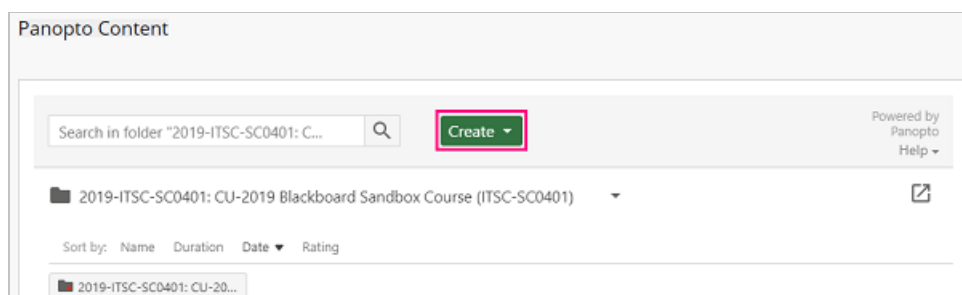 Panopto Content
Search in folder "2019-ITSC-SC0401: C...
Create
Powered by
Panopto
Help
2019-ITSC-SC0401: CU-2019 Blackboard Sandbox Course (ITSC-SC0401)
Sort by: Name Duration Date Rating
2019-ITSC-SC0401: CU-20...